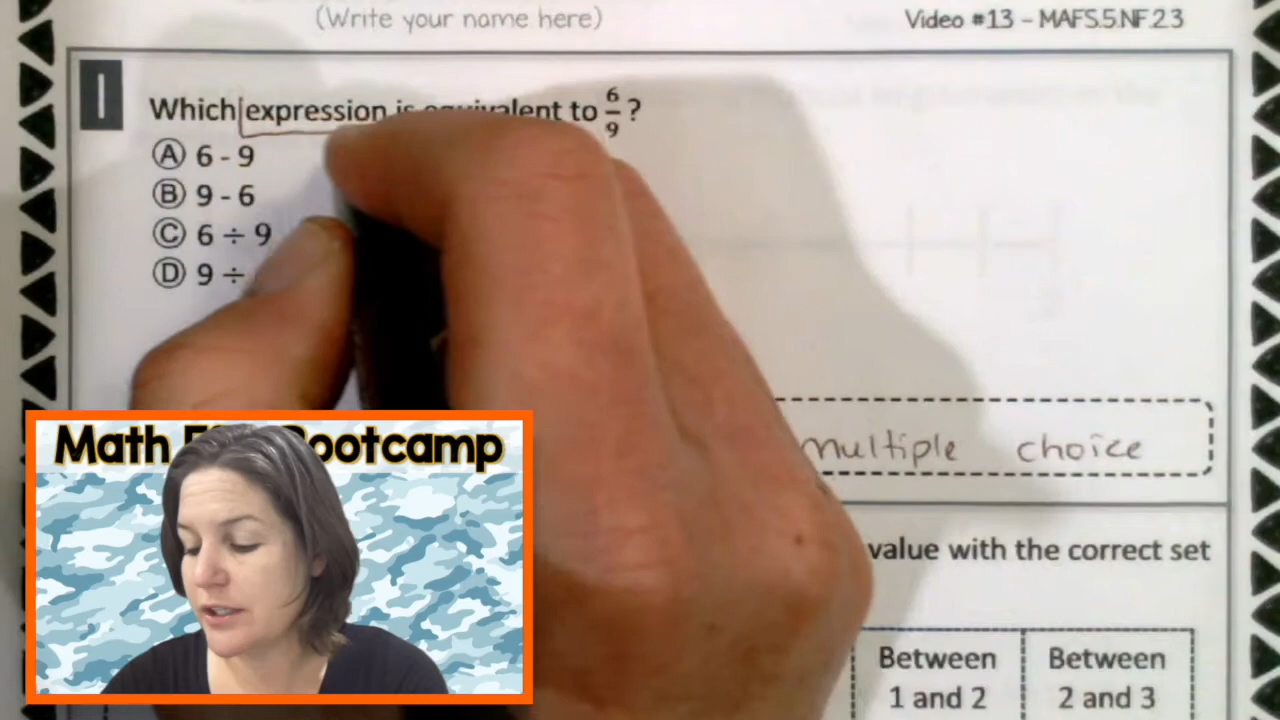 (Write your name here)
Video #13 - MAFS.5.NF.2.3
1
Which expression is equivalent to 6/9 ?
Ⓐ 6 - 9
Ⓑ 9 - 6
Ⓒ 6 ÷ 9
Ⓓ 9 ÷
multiple choice
value with the correct set
Between 1 and 2
Between 2 and 3
Math Bootcamp